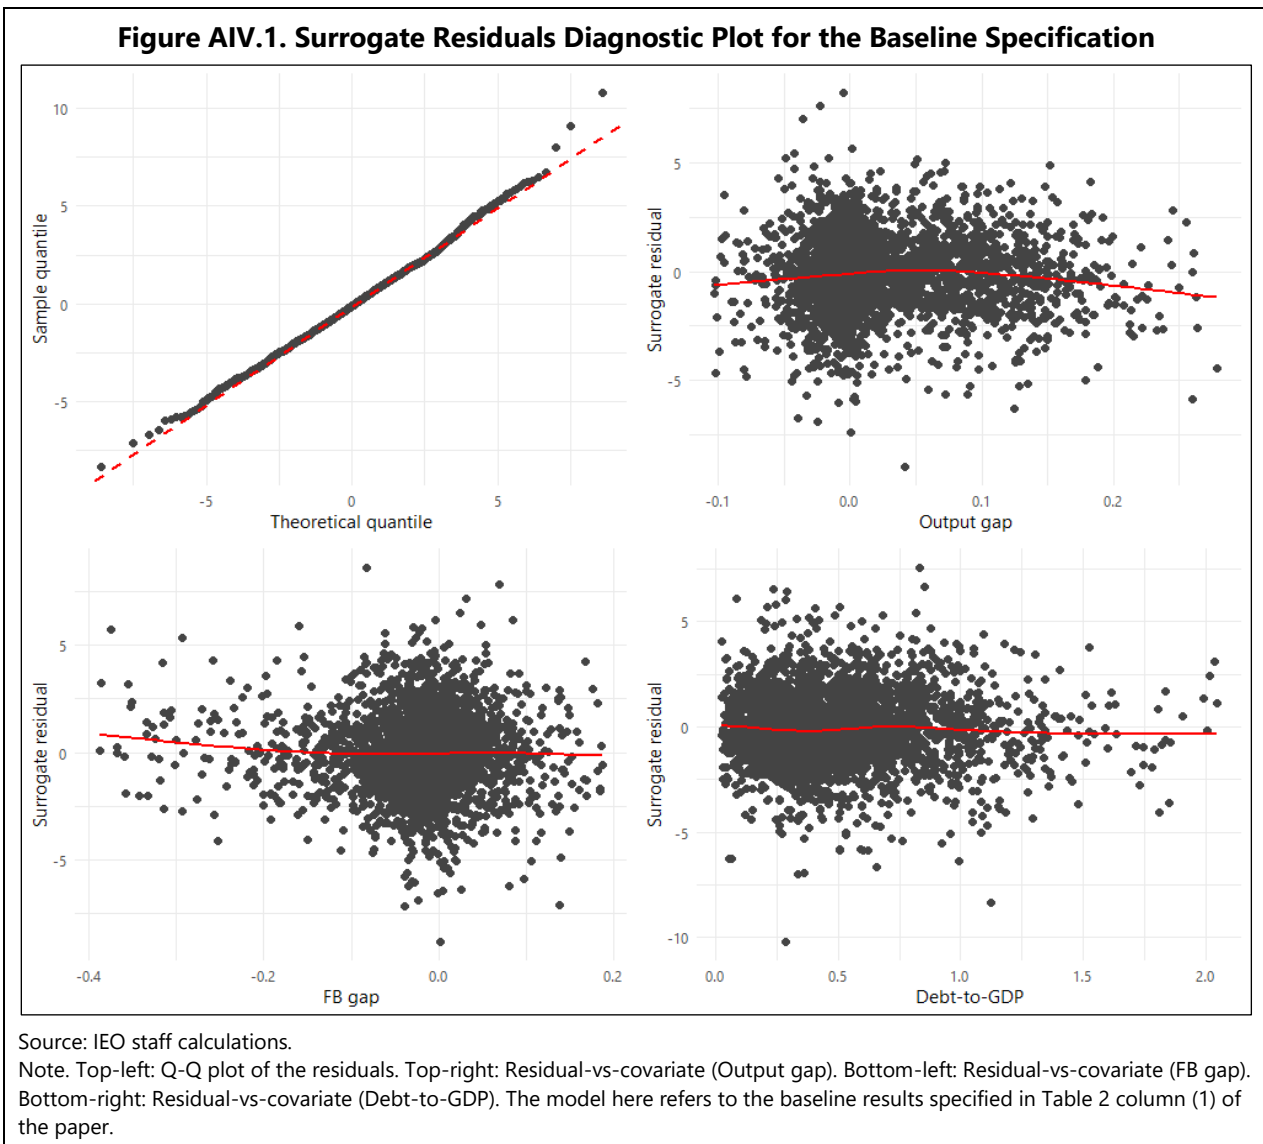 Figure AIV.1. Surrogate Residuals Diagnostic Plot for the Baseline Specification
10
5
0
-5
Sample quantile
-5
0
5
Theoretical quantile
5
0
-5
Surrogate residual
-0.1
0.0
0.1
0.2
Output gap
5
0
-5
Surrogate residual
-0.4
-0.2
0.0
0.2
FB gap
5
0
-5
-10
Surrogate residual
0.0
0.5
1.0
1.5
2.0
Debt-to-GDP
Source: IEO staff calculations.
Note. Top-left: Q-Q plot of the residuals. Top-right: Residual-vs-covariate (Output gap). Bottom-left: Residual-vs-covariate (FB gap).
Bottom-right: Residual-vs-covariate (Debt-to-GDP). The model here refers to the baseline results specified in Table 2 column (1) of
the paper.